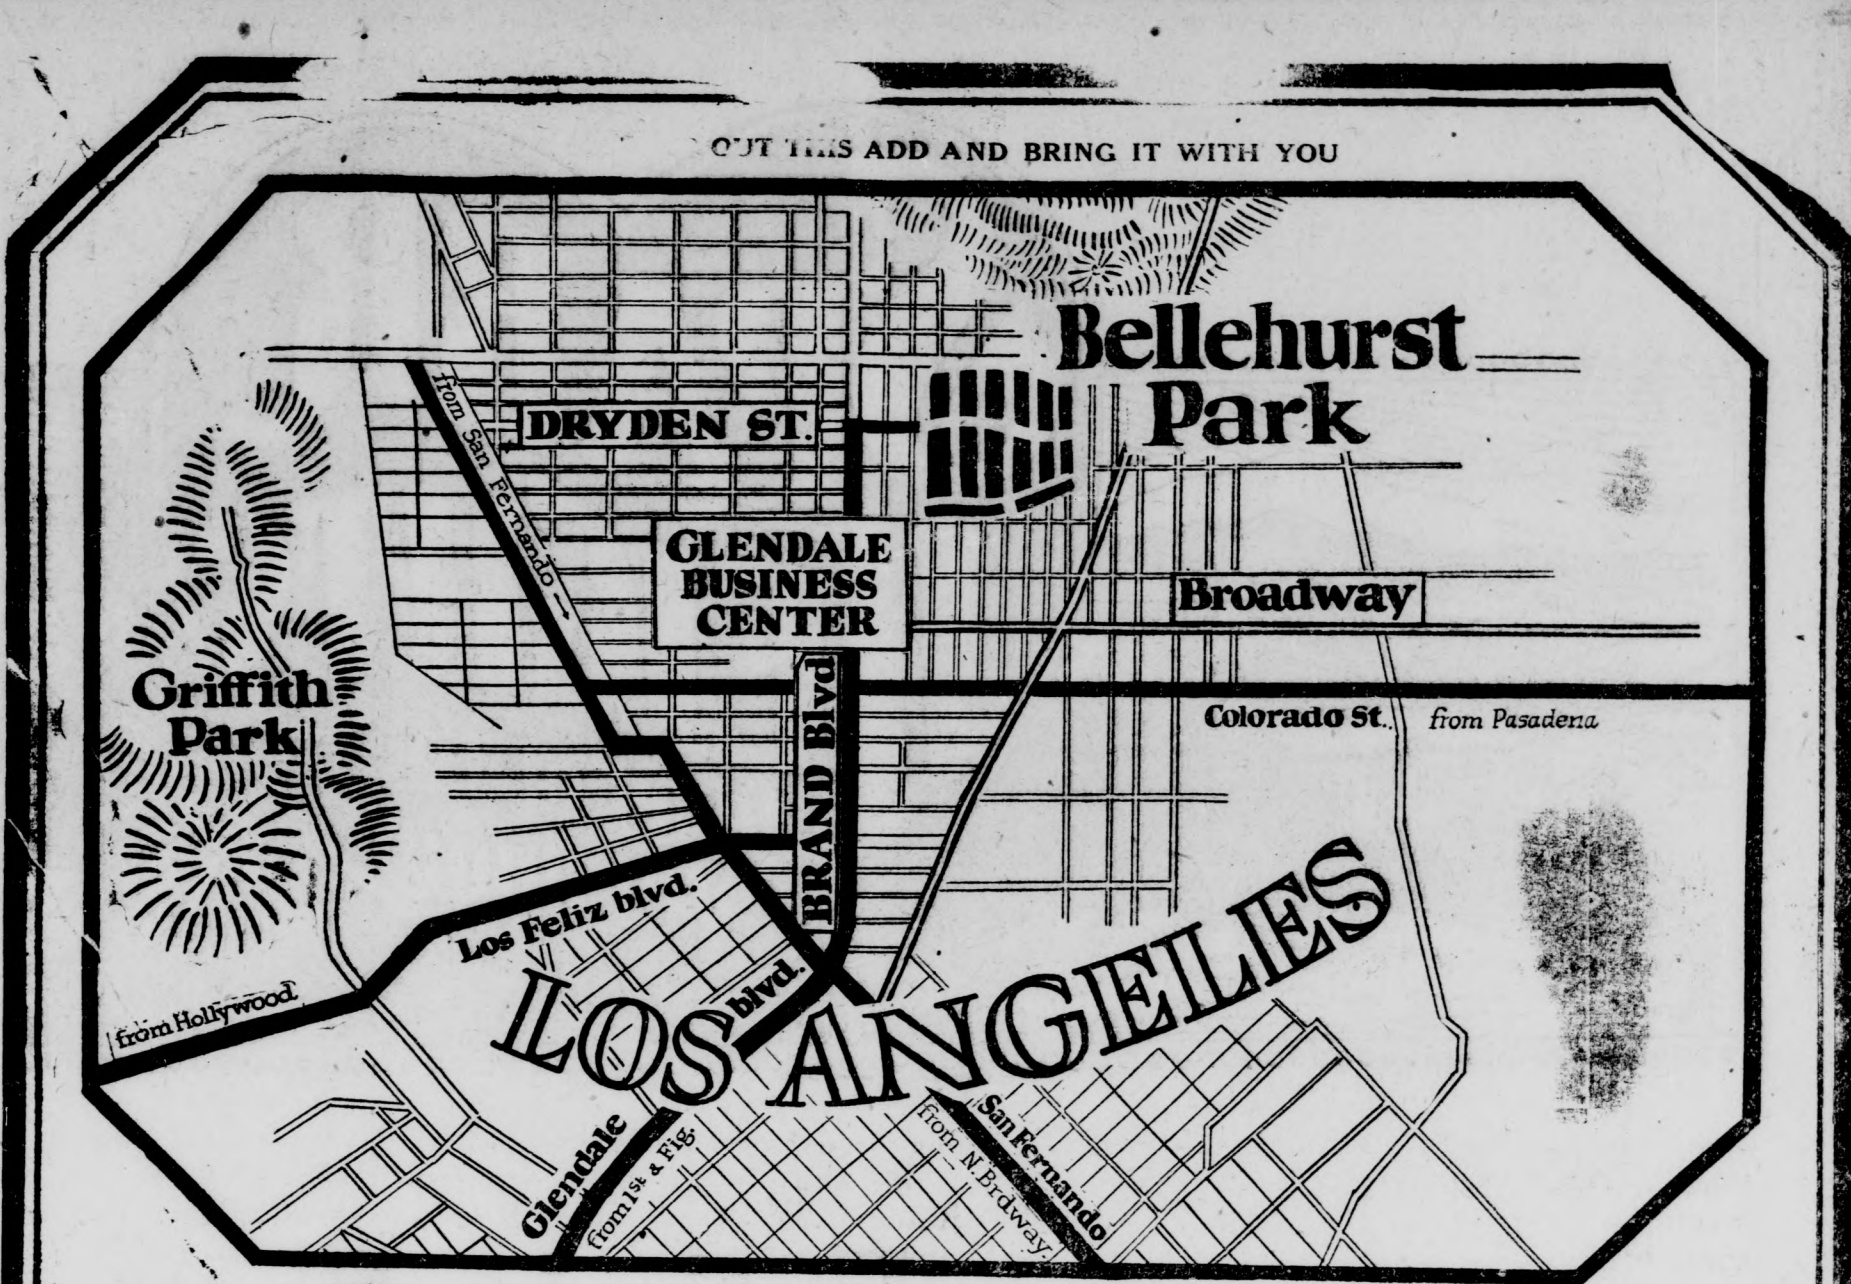 OUT THIS ADD AND BRING IT WITH YOU
Bellehurst
Park
from San Fernando
DRYDEN ST.
GLENDALE
BUSINESS
CENTER
Broadway
Griffith
Park
BRAND Blvd
Colorado St.
from Pasadena
Los Feliz blvd.
from Hollywood
LOS ANGELES
Glendale blvd.
from 1st & Fig.
from N. Brdway.
San Fernando